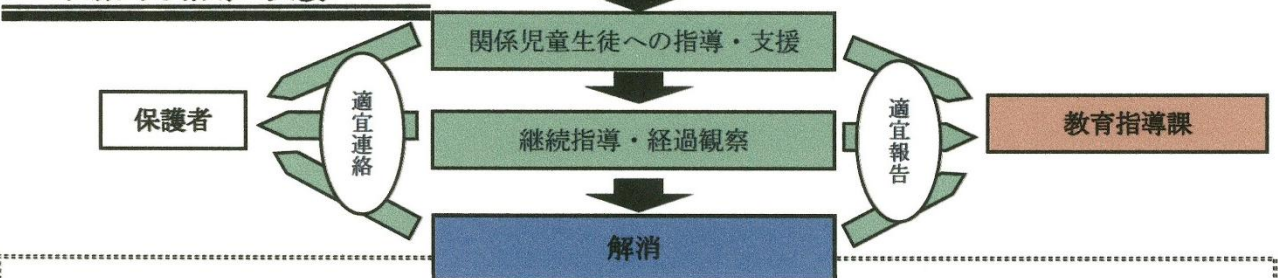 関係児童生徒への指導・支援
保護者
適宜連絡
継続指導・経過観察
適宜報告
教育指導課
解消